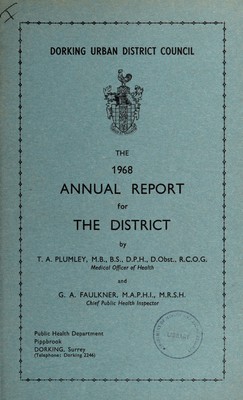 DORKING URBAN DISTRICT COUNCIL
THE
1968
ANNUAL REPORT
for
THE DISTRICT
by
T. A. PLUMLEY, M.B., B.S., D.P.H., D.Obst., R.C.O.G.
Medical Officer of Health
and
G. A. FAULKNER, M.A.P.H.I., M.R.S.H.
Chief Public Health Inspector
Public Health Department
Pippbrook
DORKING, Surrey
(Telephone: Dorking 2246)